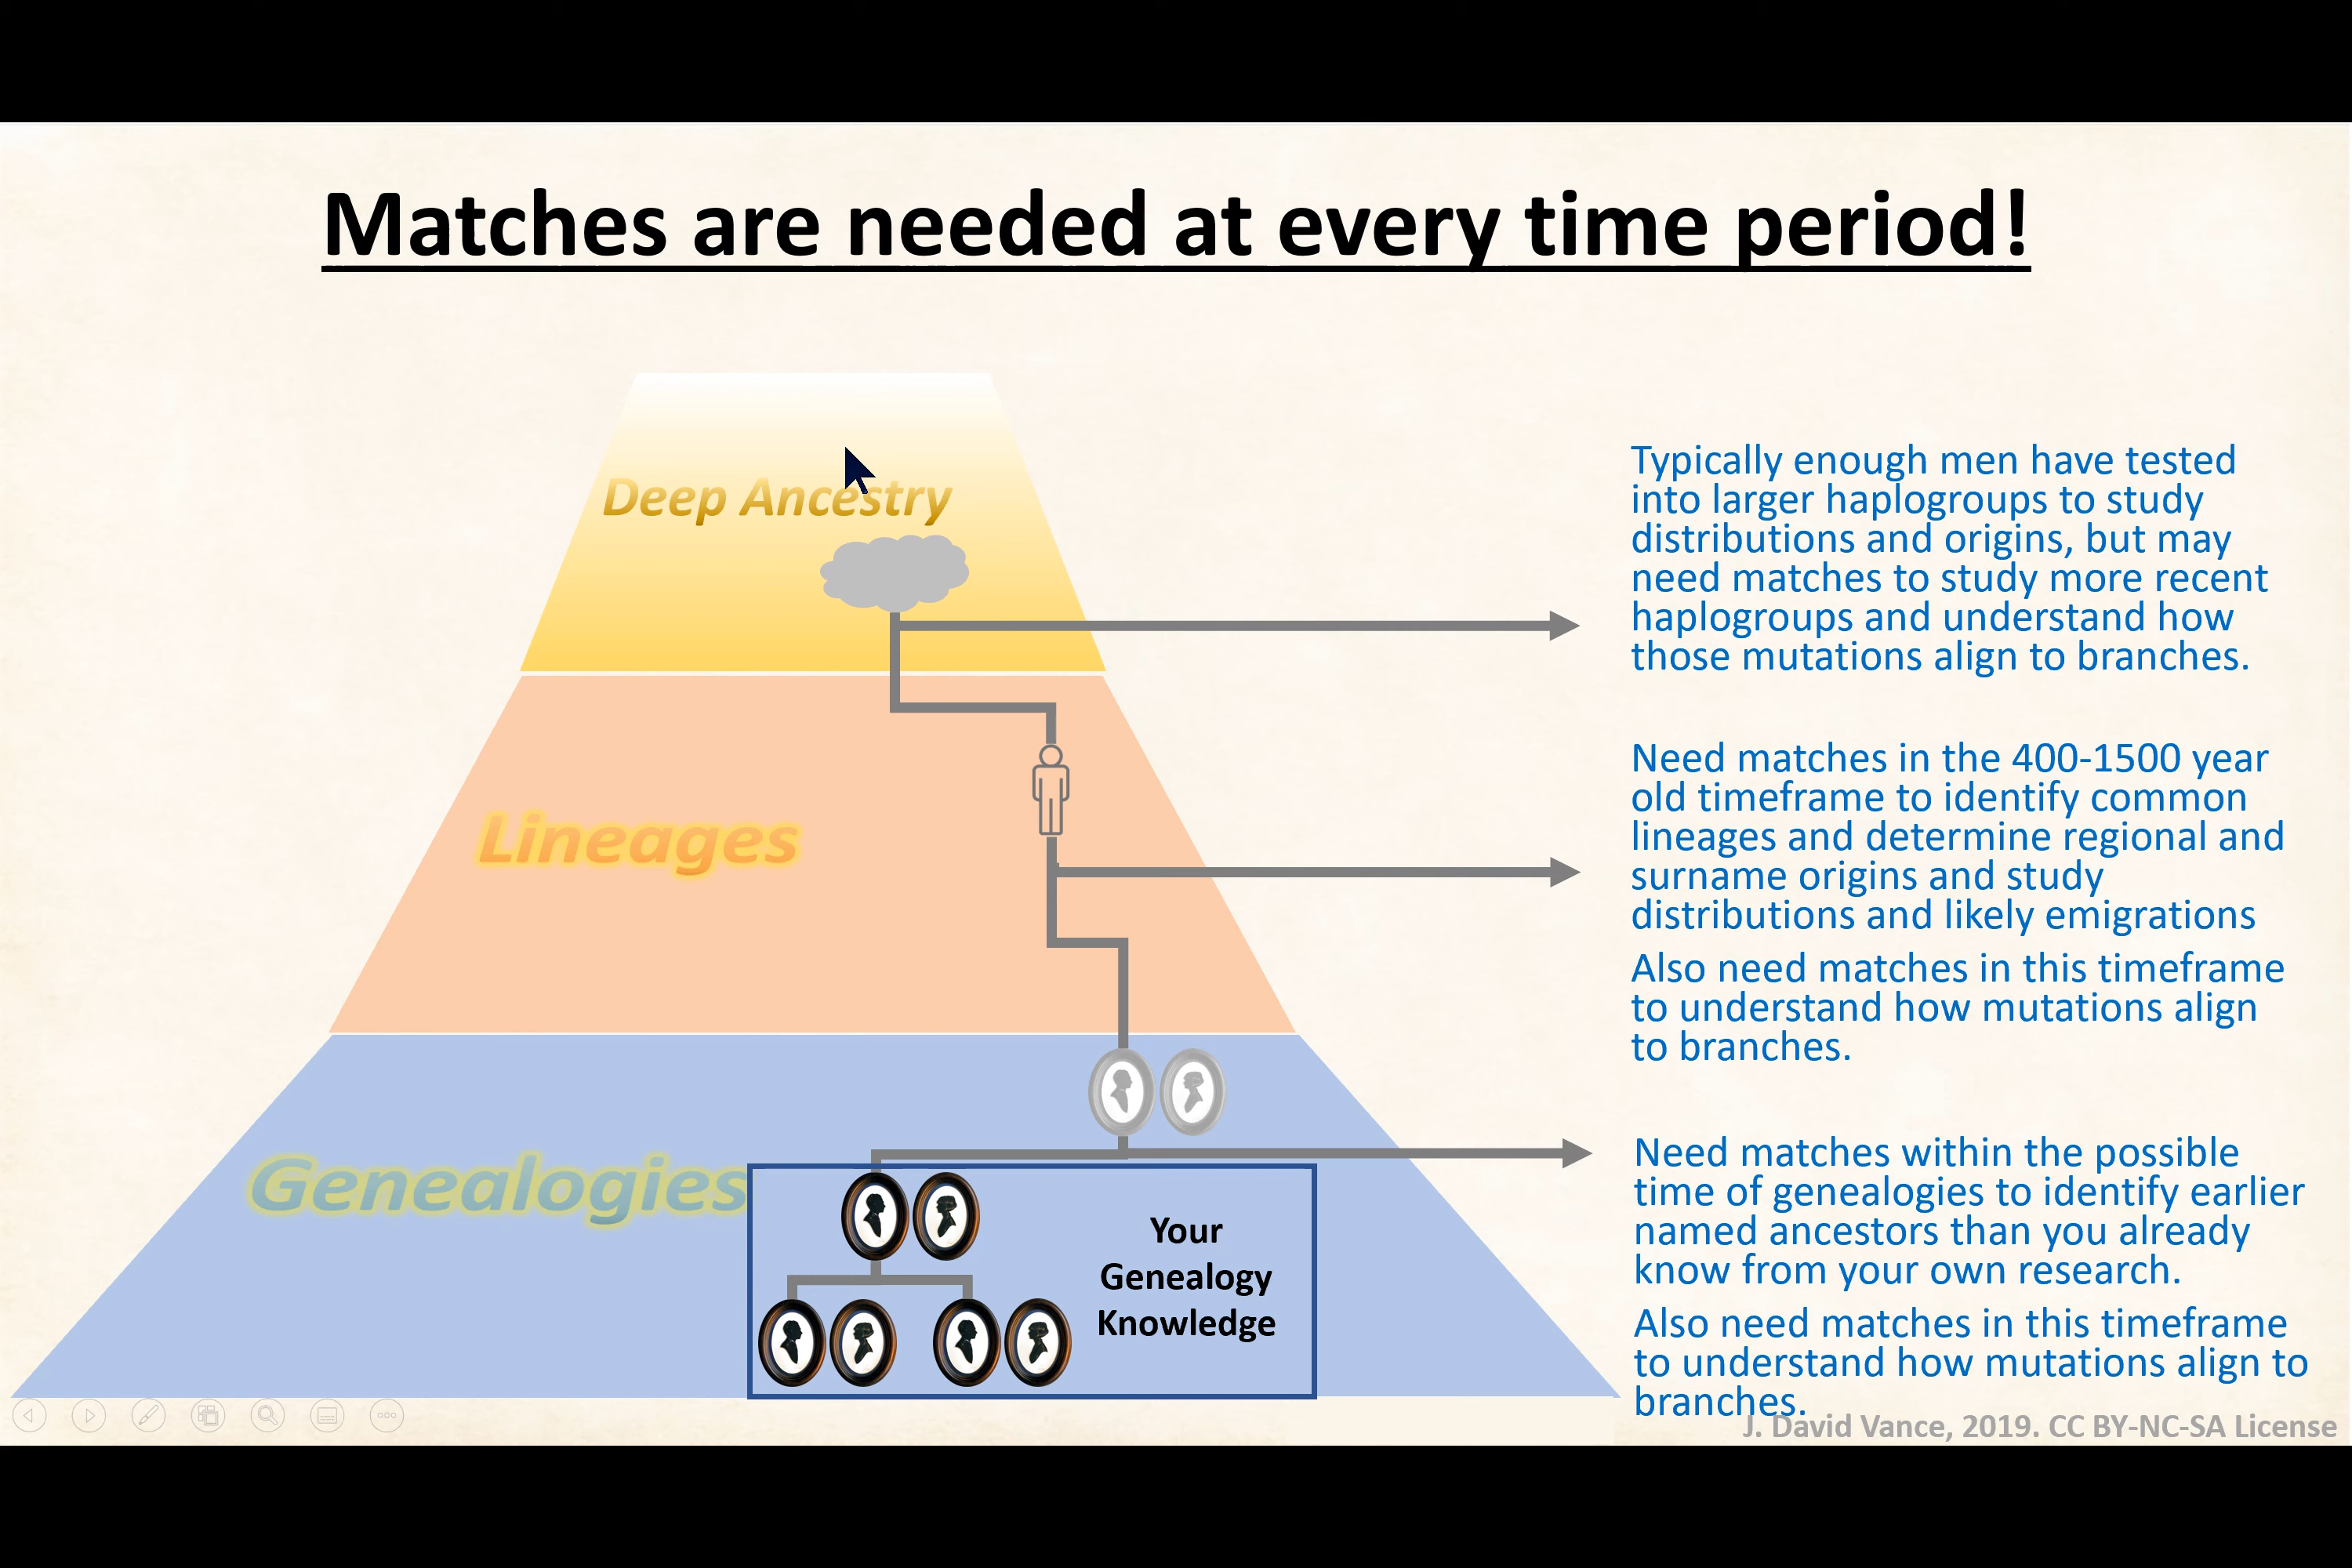 Matches are needed at every time period!
Deep Ancestry
Typically enough men have tested
into larger haplogroups to study
distributions and origins, but may
need matches to study more recent
haplogroups and understand how
those mutations align to branches.
Lineages
Need matches in the 400-1500 year
old timeframe to identify common
lineages and determine regional and
surname origins and study
distributions and likely emigrations
Also need matches in this timeframe
to understand how mutations align
to branches.
Genealogies
Your
Genealogy
Knowledge
Need matches within the possible
time of genealogies to identify earlier
named ancestors than you already
know from your own research.
Also need matches in this timeframe
to understand how mutations align to
branches.
J. David Vance, 2019. CC BY-NC-SA License